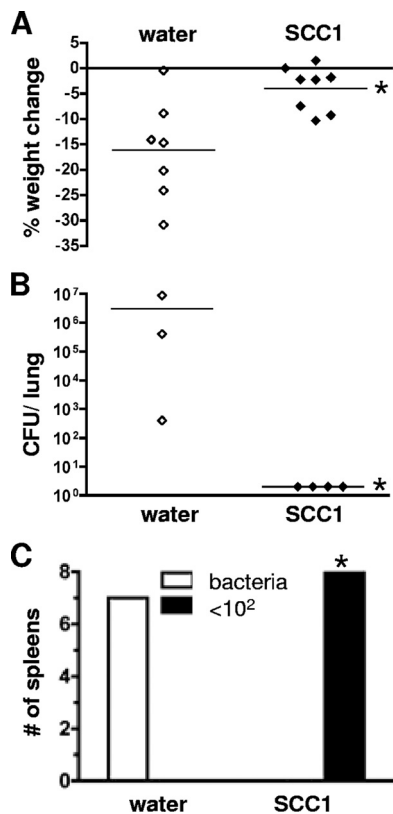 A
water SCC1
% weight change
5
0
-5
-10
-15
-20
-25
-30
-35
*
B
CFU/ lung
10⁷
10⁶
10⁵
10⁴
10³
10²
10¹
10⁰
*
water SCC1
C
# of spleens
8
6
4
2
0
bacteria
<10²
*
water SCC1